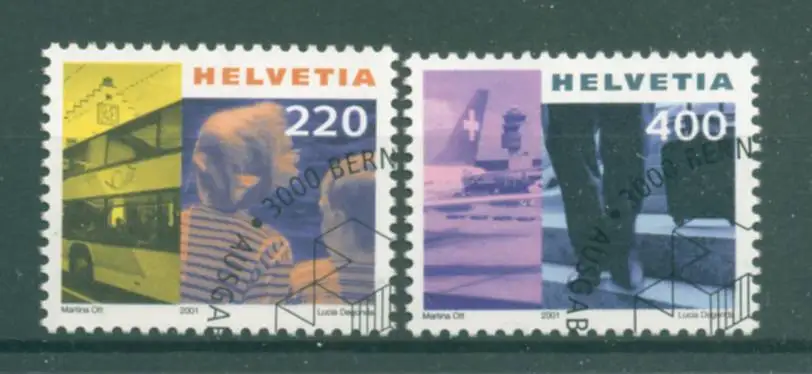 HELVETIA
220
3000 BERN
AUSGAB
Martina Ott
2001
Lucia Degonda
HELVETIA
400
3000 BERN
AUSGAB
Martina Ott
2001
Lucia Degonda